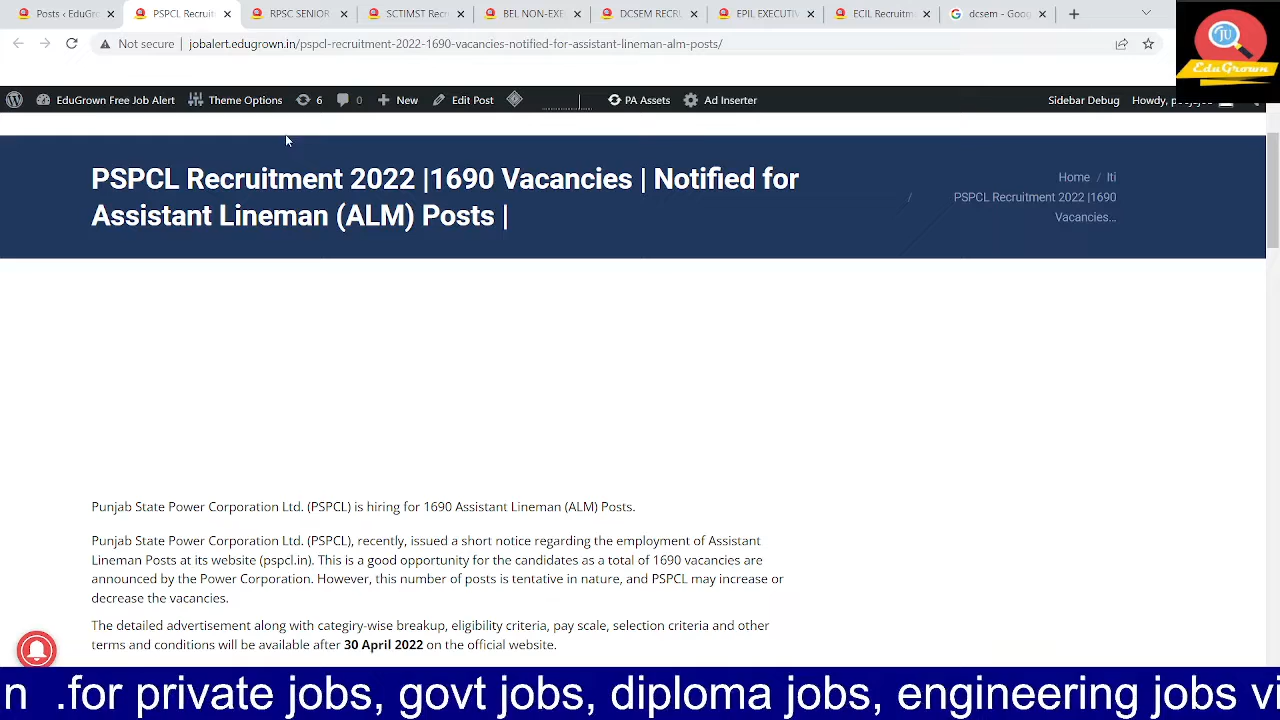 Posts ‹ EduGro
PSPCL Recruit
RPSC SENIOR
SCTIMST Recr
BEL NON-EXE
DCSEM RECRU
EPIL EXECUTIV
ECIL Recruitm
dcsem - Goog
Not secure | jobalert.edugrown.in/pspcl-recruitment-2022-1690-vacancies-notified-for-assistant-lineman-alm-posts/
JU
EduGrown
EduGrown Free Job Alert Theme Options 6 0 New Edit Post PA Assets Ad Inserter Sidebar Debug Howdy,
PSPCL Recruitment 2022 |1690 Vacancies | Notified for
Assistant Lineman (ALM) Posts |
Home / Iti
/ PSPCL Recruitment 2022 |1690
Vacancies...
Punjab State Power Corporation Ltd. (PSPCL) is hiring for 1690 Assistant Lineman (ALM) Posts.
Punjab State Power Corporation Ltd. (PSPCL), recently, issued a short notice regarding the employment of Assistant
Lineman Posts at its website (pspcl.in). This is a good opportunity for the candidates as a total of 1690 vacancies are
announced by the Power Corporation. However, this number of posts is tentative in nature, and PSPCL may increase or
decrease the vacancies.
The detailed advertisement along with categiry-wise breakup, eligibility criteria, pay scale, selection criteria and other
terms and conditions will be available after 30 April 2022 on the official website.
n .for private jobs, govt jobs, diploma jobs, engineering jobs vi